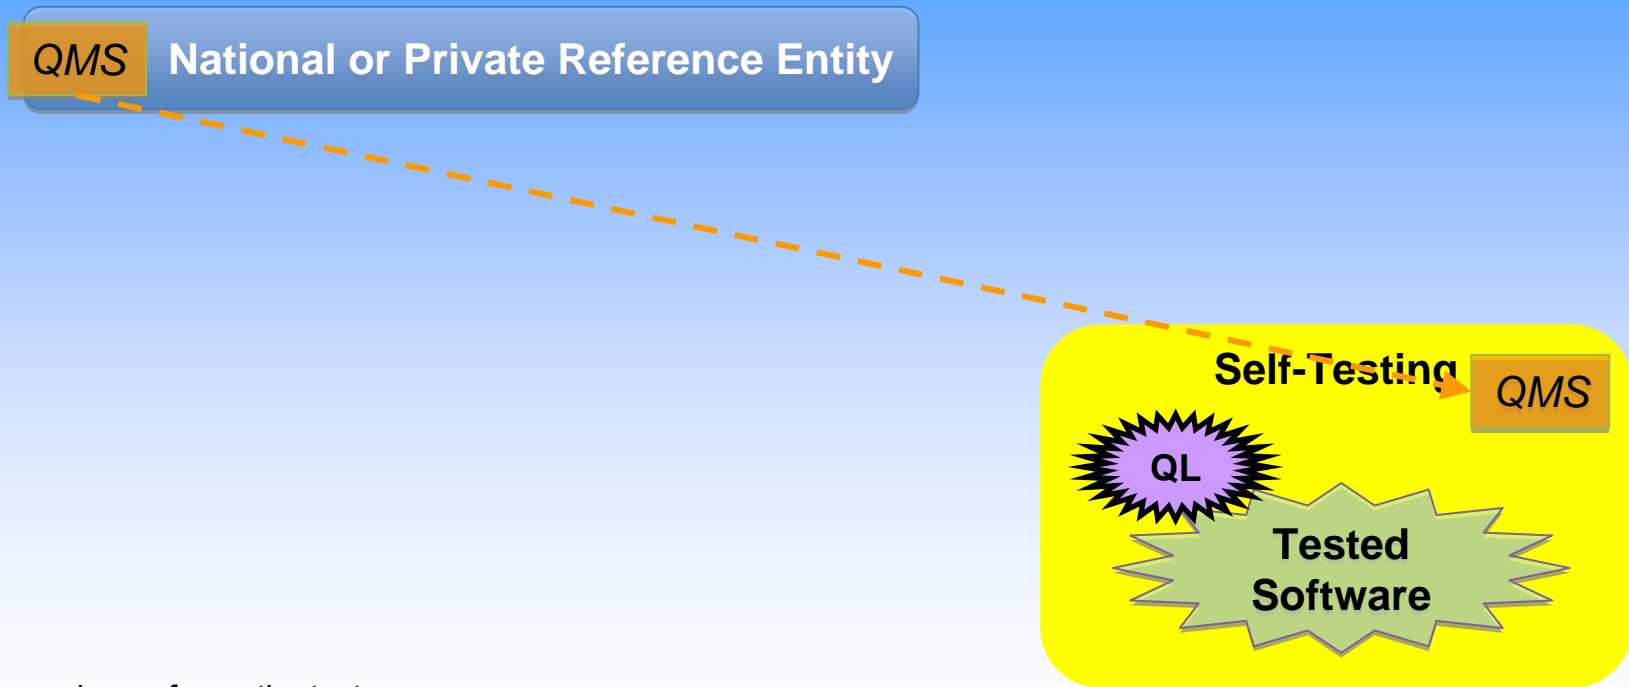 QMS National or Private Reference Entity
Self-Testing
QMS
QL
Tested
Software